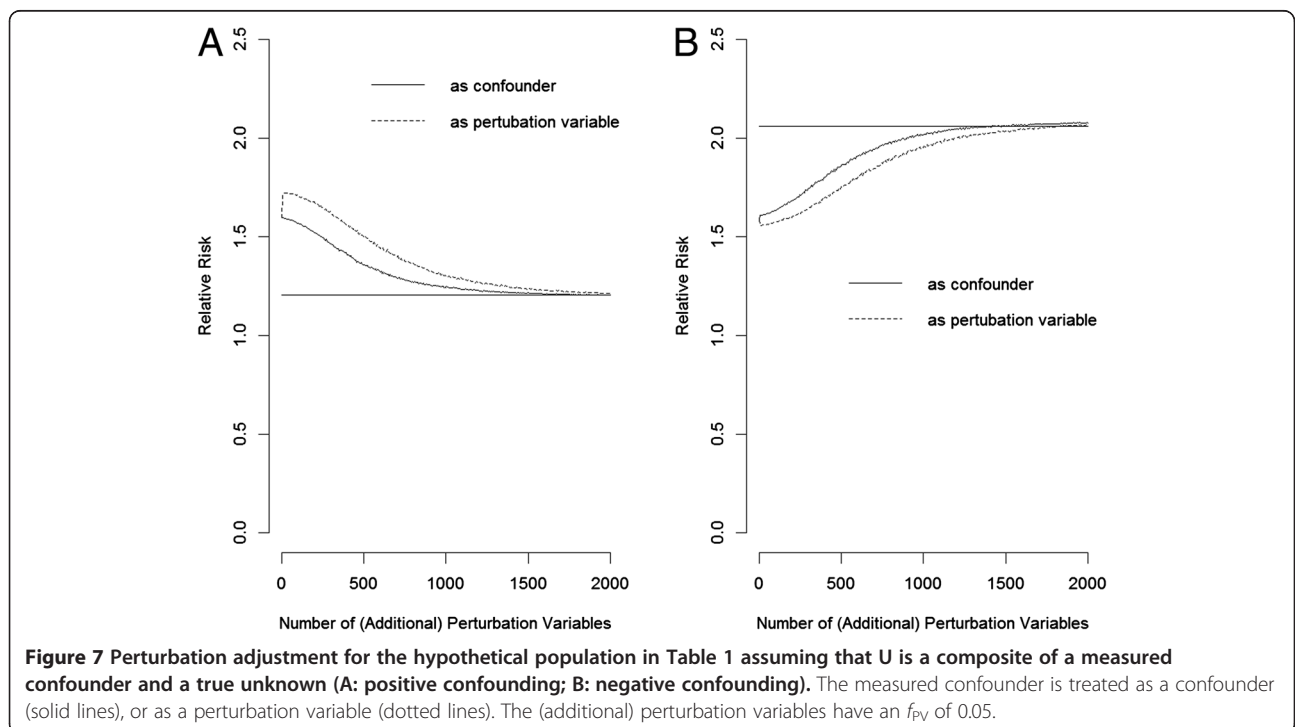 A
2.5
2.0
1.5
1.0
0.5
0.0
Relative Risk
as confounder
as pertubation variable
0 500 1000 1500 2000
Number of (Additional) Perturbation Variables
B
2.5
2.0
1.5
1.0
0.5
0.0
Relative Risk
as confounder
as pertubation variable
0 500 1000 1500 2000
Number of (Additional) Perturbation Variables
Figure 7 Perturbation adjustment for the hypothetical population in Table 1 assuming that U is a composite of a measured
confounder and a true unknown (A: positive confounding; B: negative confounding). The measured confounder is treated as a confounder
(solid lines), or as a perturbation variable (dotted lines). The (additional) perturbation variables have an fPV of 0.05.